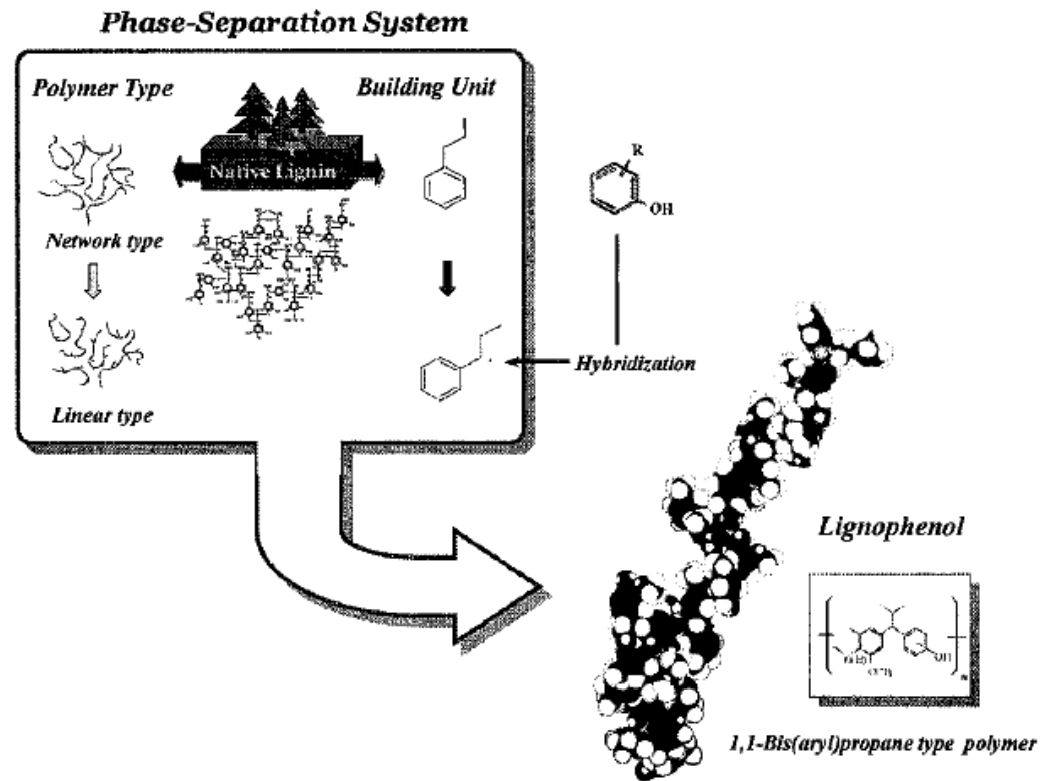 Phase-Separation System
Polymer Type
Building Unit
Native Lignin
R
OH
Network type
Hybridization
Linear type
Lignophenol
OH
1,1-Bis(aryl)propane type polymer